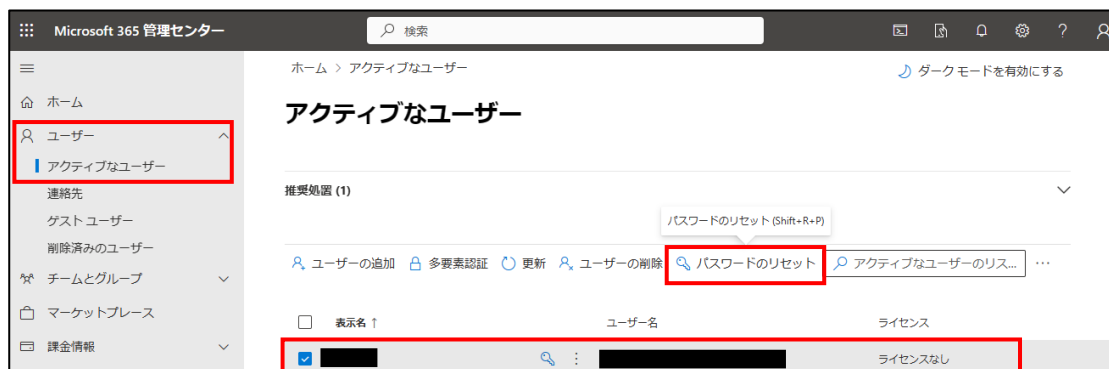 Microsoft 365 管理センター
検索
?
ホーム > アクティブなユーザー
ダーク モードを有効にする
ホーム
ユーザー
アクティブなユーザー
連絡先
ゲスト ユーザー
削除済みのユーザー
チームとグループ
マーケットプレース
課金情報
アクティブなユーザー
推奨処置 (1)
パスワードのリセット (Shift+R+P)
ユーザーの追加 多要素認証 更新 ユーザーの削除 パスワードのリセット アクティブなユーザーのリス... ...
表示名 ↑ ユーザー名 ライセンス
ライセンスなし